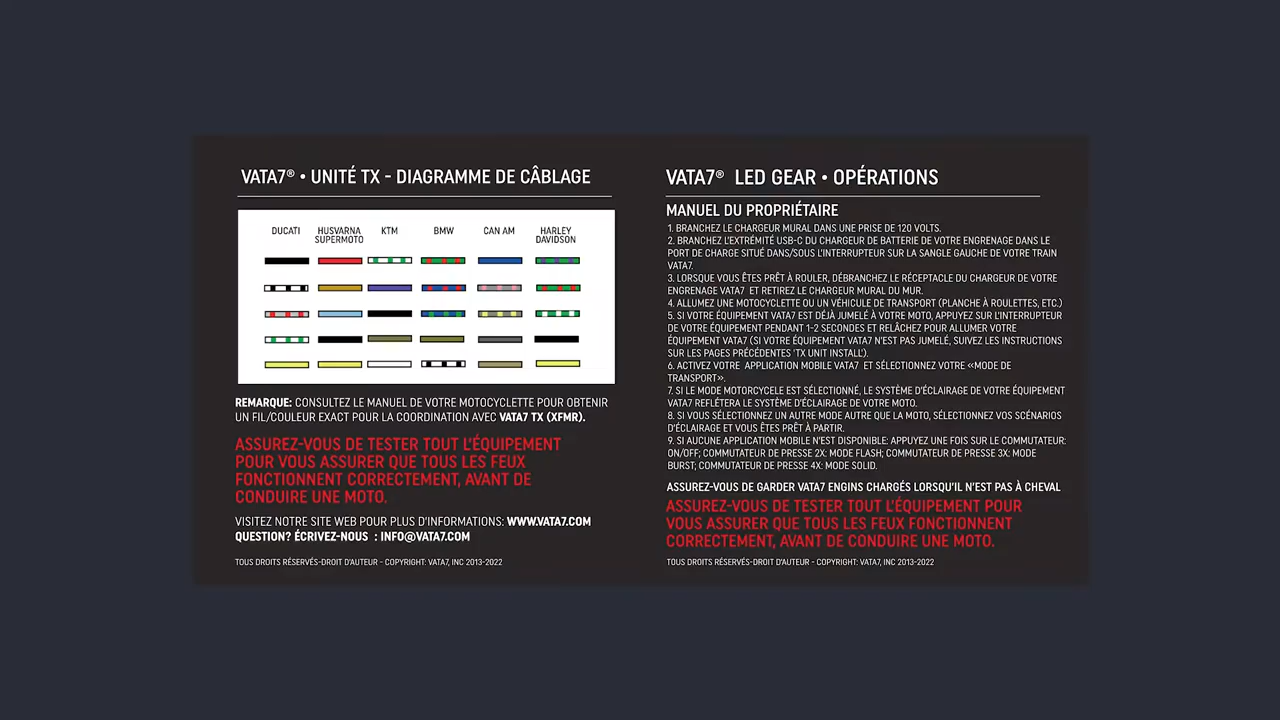 VATA7® • UNITÉ TX - DIAGRAMME DE CÂBLAGE
DUCATI
HUSVARNA
SUPERMOTO
KTM
BMW
CAN AM
HARLEY
DAVIDSON
REMARQUE: CONSULTEZ LE MANUEL DE VOTRE MOTOCYCLETTE POUR OBTENIR
UN FIL/COULEUR EXACT POUR LA COORDINATION AVEC VATA7 TX (XFMR).
ASSUREZ-VOUS DE TESTER TOUT L'ÉQUIPEMENT
POUR VOUS ASSURER QUE TOUS LES FEUX
FONCTIONNENT CORRECTEMENT, AVANT DE
CONDUIRE UNE MOTO.
VISITEZ NOTRE SITE WEB POUR PLUS D'INFORMATIONS: WWW.VATA7.COM
QUESTION? ÉCRIVEZ-NOUS : INFO@VATA7.COM
TOUS DROITS RÉSERVÉS-DROIT D'AUTEUR - COPYRIGHT: VATA7, INC 2013-2022
VATA7® LED GEAR • OPÉRATIONS
MANUEL DU PROPRIÉTAIRE
1. BRANCHEZ LE CHARGEUR MURAL DANS UNE PRISE DE 120 VOLTS.
2. BRANCHEZ L'EXTRÉMITÉ USB-C DU CHARGEUR DE BATTERIE DE VOTRE ENGRENAGE DANS LE
PORT DE CHARGE SITUÉ DANS/SOUS L'INTERRUPTEUR SUR LA SANGLE GAUCHE DE VOTRE TRAIN
VATA7.
3. LORSQUE VOUS ÊTES PRÊT À ROULER, DÉBRANCHEZ LE RÉCEPTACLE DU CHARGEUR DE VOTRE
ENGRENAGE VATA7 ET RETIREZ LE CHARGEUR MURAL DU MUR.
4. ALLUMEZ UNE MOTOCYCLETTE OU UN VÉHICULE DE TRANSPORT (PLANCHE À ROULETTES, ETC.)
5. SI VOTRE ÉQUIPEMENT VATA7 EST DÉJÀ JUMELÉ À VOTRE MOTO, APPUYEZ SUR L'INTERRUPTEUR
DE VOTRE ÉQUIPEMENT PENDANT 1-2 SECONDES ET RELÂCHEZ POUR ALLUMER VOTRE
ÉQUIPEMENT VATA7 (SI VOTRE ÉQUIPEMENT VATA7 N'EST PAS JUMELÉ, SUIVEZ LES INSTRUCTIONS
SUR LES PAGES PRÉCÉDENTES 'TX UNIT INSTALL').
6. ACTIVEZ VOTRE APPLICATION MOBILE VATA7 ET SÉLECTIONNEZ VOTRE «MODE DE
TRANSPORT».
7. SI LE MODE MOTORCYCELE EST SÉLECTIONNÉ, LE SYSTÈME D'ÉCLAIRAGE DE VOTRE ÉQUIPEMENT
VATA7 REFLÉTERA LE SYSTÈME D'ÉCLAIRAGE DE VOTRE MOTO.
8. SI VOUS SÉLECTIONNEZ UN AUTRE MODE AUTRE QUE LA MOTO, SÉLECTIONNEZ VOS SCÉNARIOS
D'ÉCLAIRAGE ET VOUS ÊTES PRÊT À PARTIR.
9. SI AUCUNE APPLICATION MOBILE N'EST DISPONIBLE: APPUYEZ UNE FOIS SUR LE COMMUTATEUR:
ON/OFF; COMMUTATEUR DE PRESSE 2X: MODE FLASH; COMMUTATEUR DE PRESSE 3X: MODE
BURST; COMMUTATEUR DE PRESSE 4X: MODE SOLID.
ASSUREZ-VOUS DE GARDER VATA7 ENGINS CHARGÉS LORSQU'IL N'EST PAS À CHEVAL
ASSUREZ-VOUS DE TESTER TOUT L'ÉQUIPEMENT POUR
VOUS ASSURER QUE TOUS LES FEUX FONCTIONNENT
CORRECTEMENT, AVANT DE CONDUIRE UNE MOTO.
TOUS DROITS RÉSERVÉS-DROIT D'AUTEUR - COPYRIGHT: VATA7, INC 2013-2022